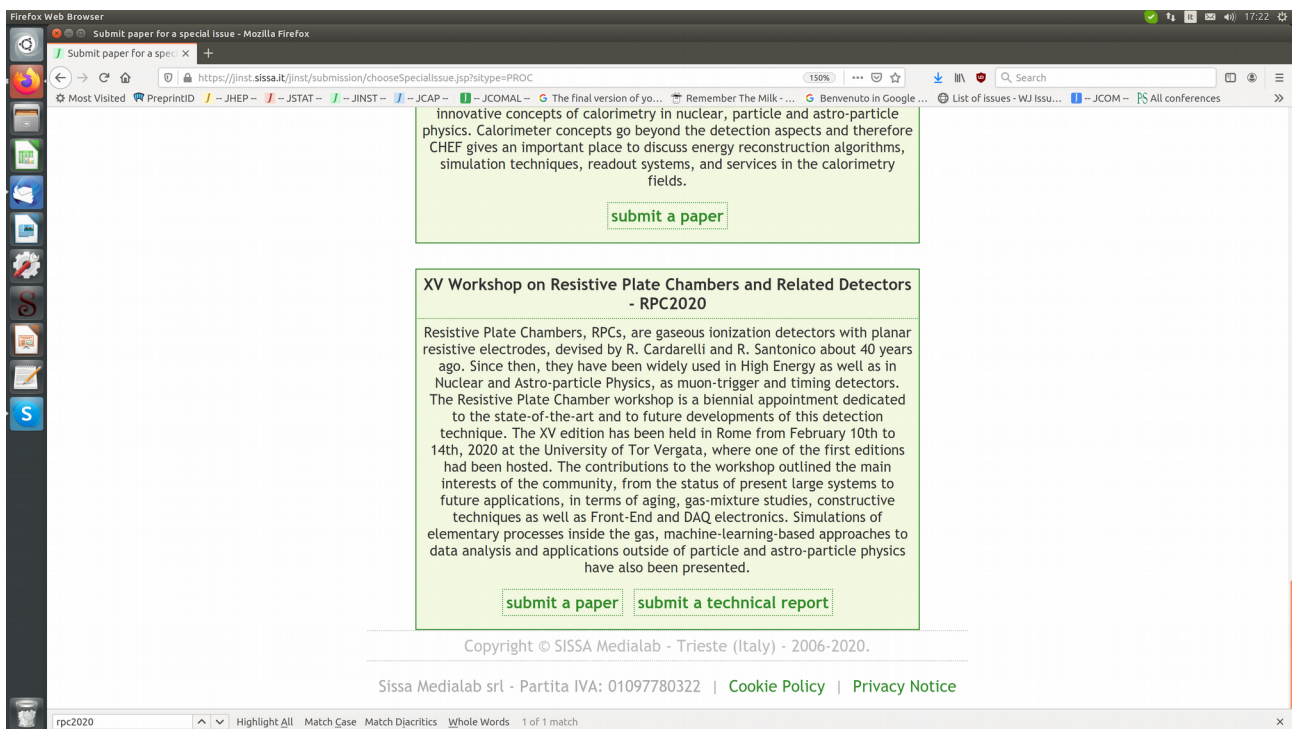 Firefox Web Browser
It
17:22
Submit paper for a special issue - Mozilla Firefox
Submit paper for a spec
https://jinst.sissa.it/jinst/submission/chooseSpecialIssue.jsp?sitype=PROC
150%
Search
Most Visited
PreprintID
J -- JHEP --
J -- JSTAT --
J -- JINST --
J -- JCAP --
-- JCOMAL --
The final version of yo...
Remember The Milk - ...
Benvenuto in Google ...
List of issues - WJ Issu...
-- JCOM --
All conferences
innovative concepts of calorimetry in nuclear, particle and astro-particle
physics. Calorimeter concepts go beyond the detection aspects and therefore
CHEF gives an important place to discuss energy reconstruction algorithms,
simulation techniques, readout systems, and services in the calorimetry
fields.
submit a paper
XV Workshop on Resistive Plate Chambers and Related Detectors
- RPC2020
Resistive Plate Chambers, RPCs, are gaseous ionization detectors with planar
resistive electrodes, devised by R. Cardarelli and R. Santonico about 40 years
ago. Since then, they have been widely used in High Energy as well as in
Nuclear and Astro-particle Physics, as muon-trigger and timing detectors.
The Resistive Plate Chamber workshop is a biennial appointment dedicated
to the state-of-the-art and to future developments of this detection
technique. The XV edition has been held in Rome from February 10th to
14th, 2020 at the University of Tor Vergata, where one of the first editions
had been hosted. The contributions to the workshop outlined the main
interests of the community, from the status of present large systems to
future applications, in terms of aging, gas-mixture studies, constructive
techniques as well as Front-End and DAQ electronics. Simulations of
elementary processes inside the gas, machine-learning-based approaches to
data analysis and applications outside of particle and astro-particle physics
have also been presented.
submit a paper submit a technical report
Copyright © SISSA Medialab - Trieste (Italy) - 2006-2020.
Sissa Medialab srl - Partita IVA: 01097780322 | Cookie Policy | Privacy Notice
rpc2020
Highlight All Match Case Match Diacritics Whole Words 1 of 1 match